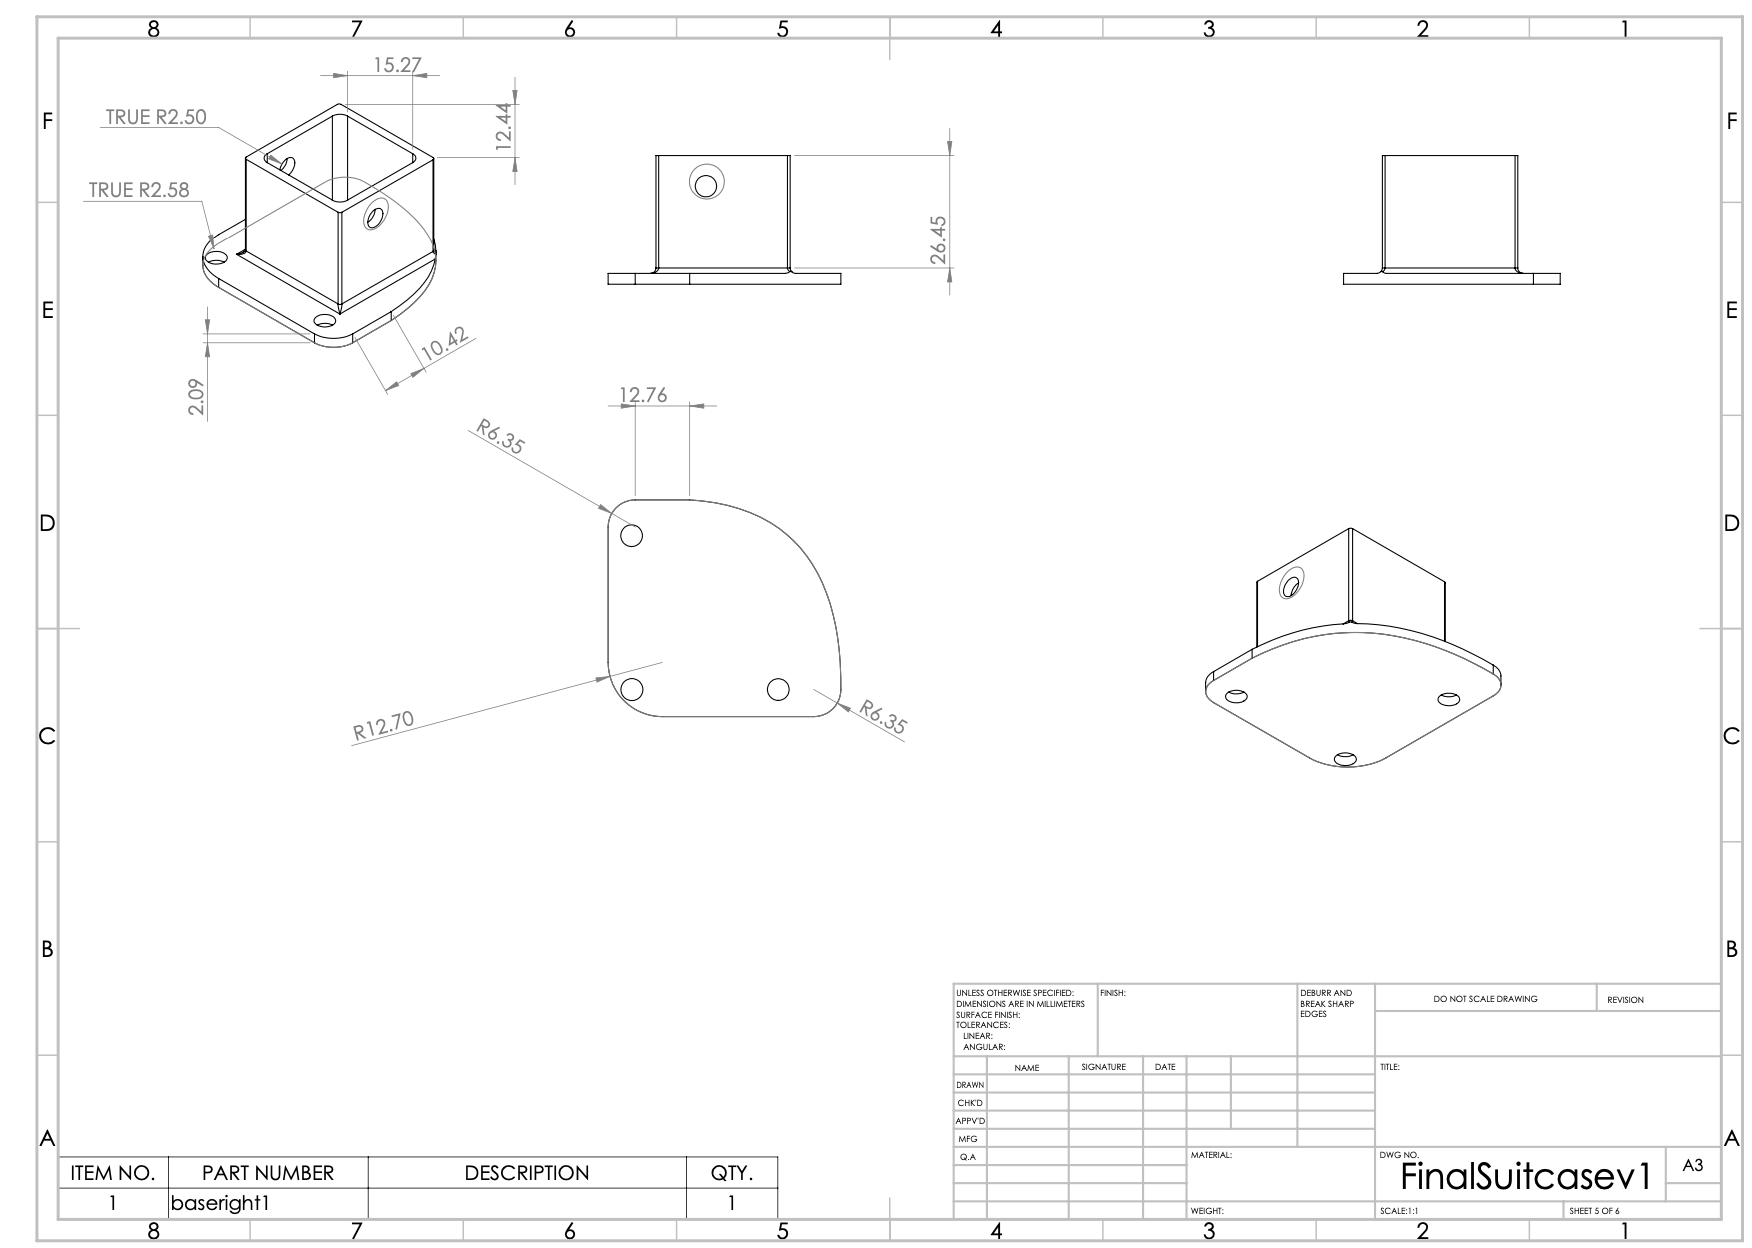 8 7 6 5 4 3 2 1
F F
E E
D D
C C
B B
A A
15.27
TRUE R2.50
12.44
TRUE R2.58
26.45
2.09
10.42
12.76
R6.35
R12.70
R6.35
UNLESS OTHERWISE SPECIFIED:
DIMENSIONS ARE IN MILLIMETERS
SURFACE FINISH:
TOLERANCES:
LINEAR:
ANGULAR:
FINISH:
DEBURR AND
BREAK SHARP
EDGES
DO NOT SCALE DRAWING
REVISION
NAME SIGNATURE DATE
TITLE:
DRAWN
CHK'D
APPV'D
MFG
Q.A
MATERIAL:
DWG NO.
FinalSuitcasev1
A3
WEIGHT:
SCALE:1:1
SHEET 5 OF 6
ITEM NO. PART NUMBER DESCRIPTION QTY.
1 baseright1 1
8 7 6 5 4 3 2 1